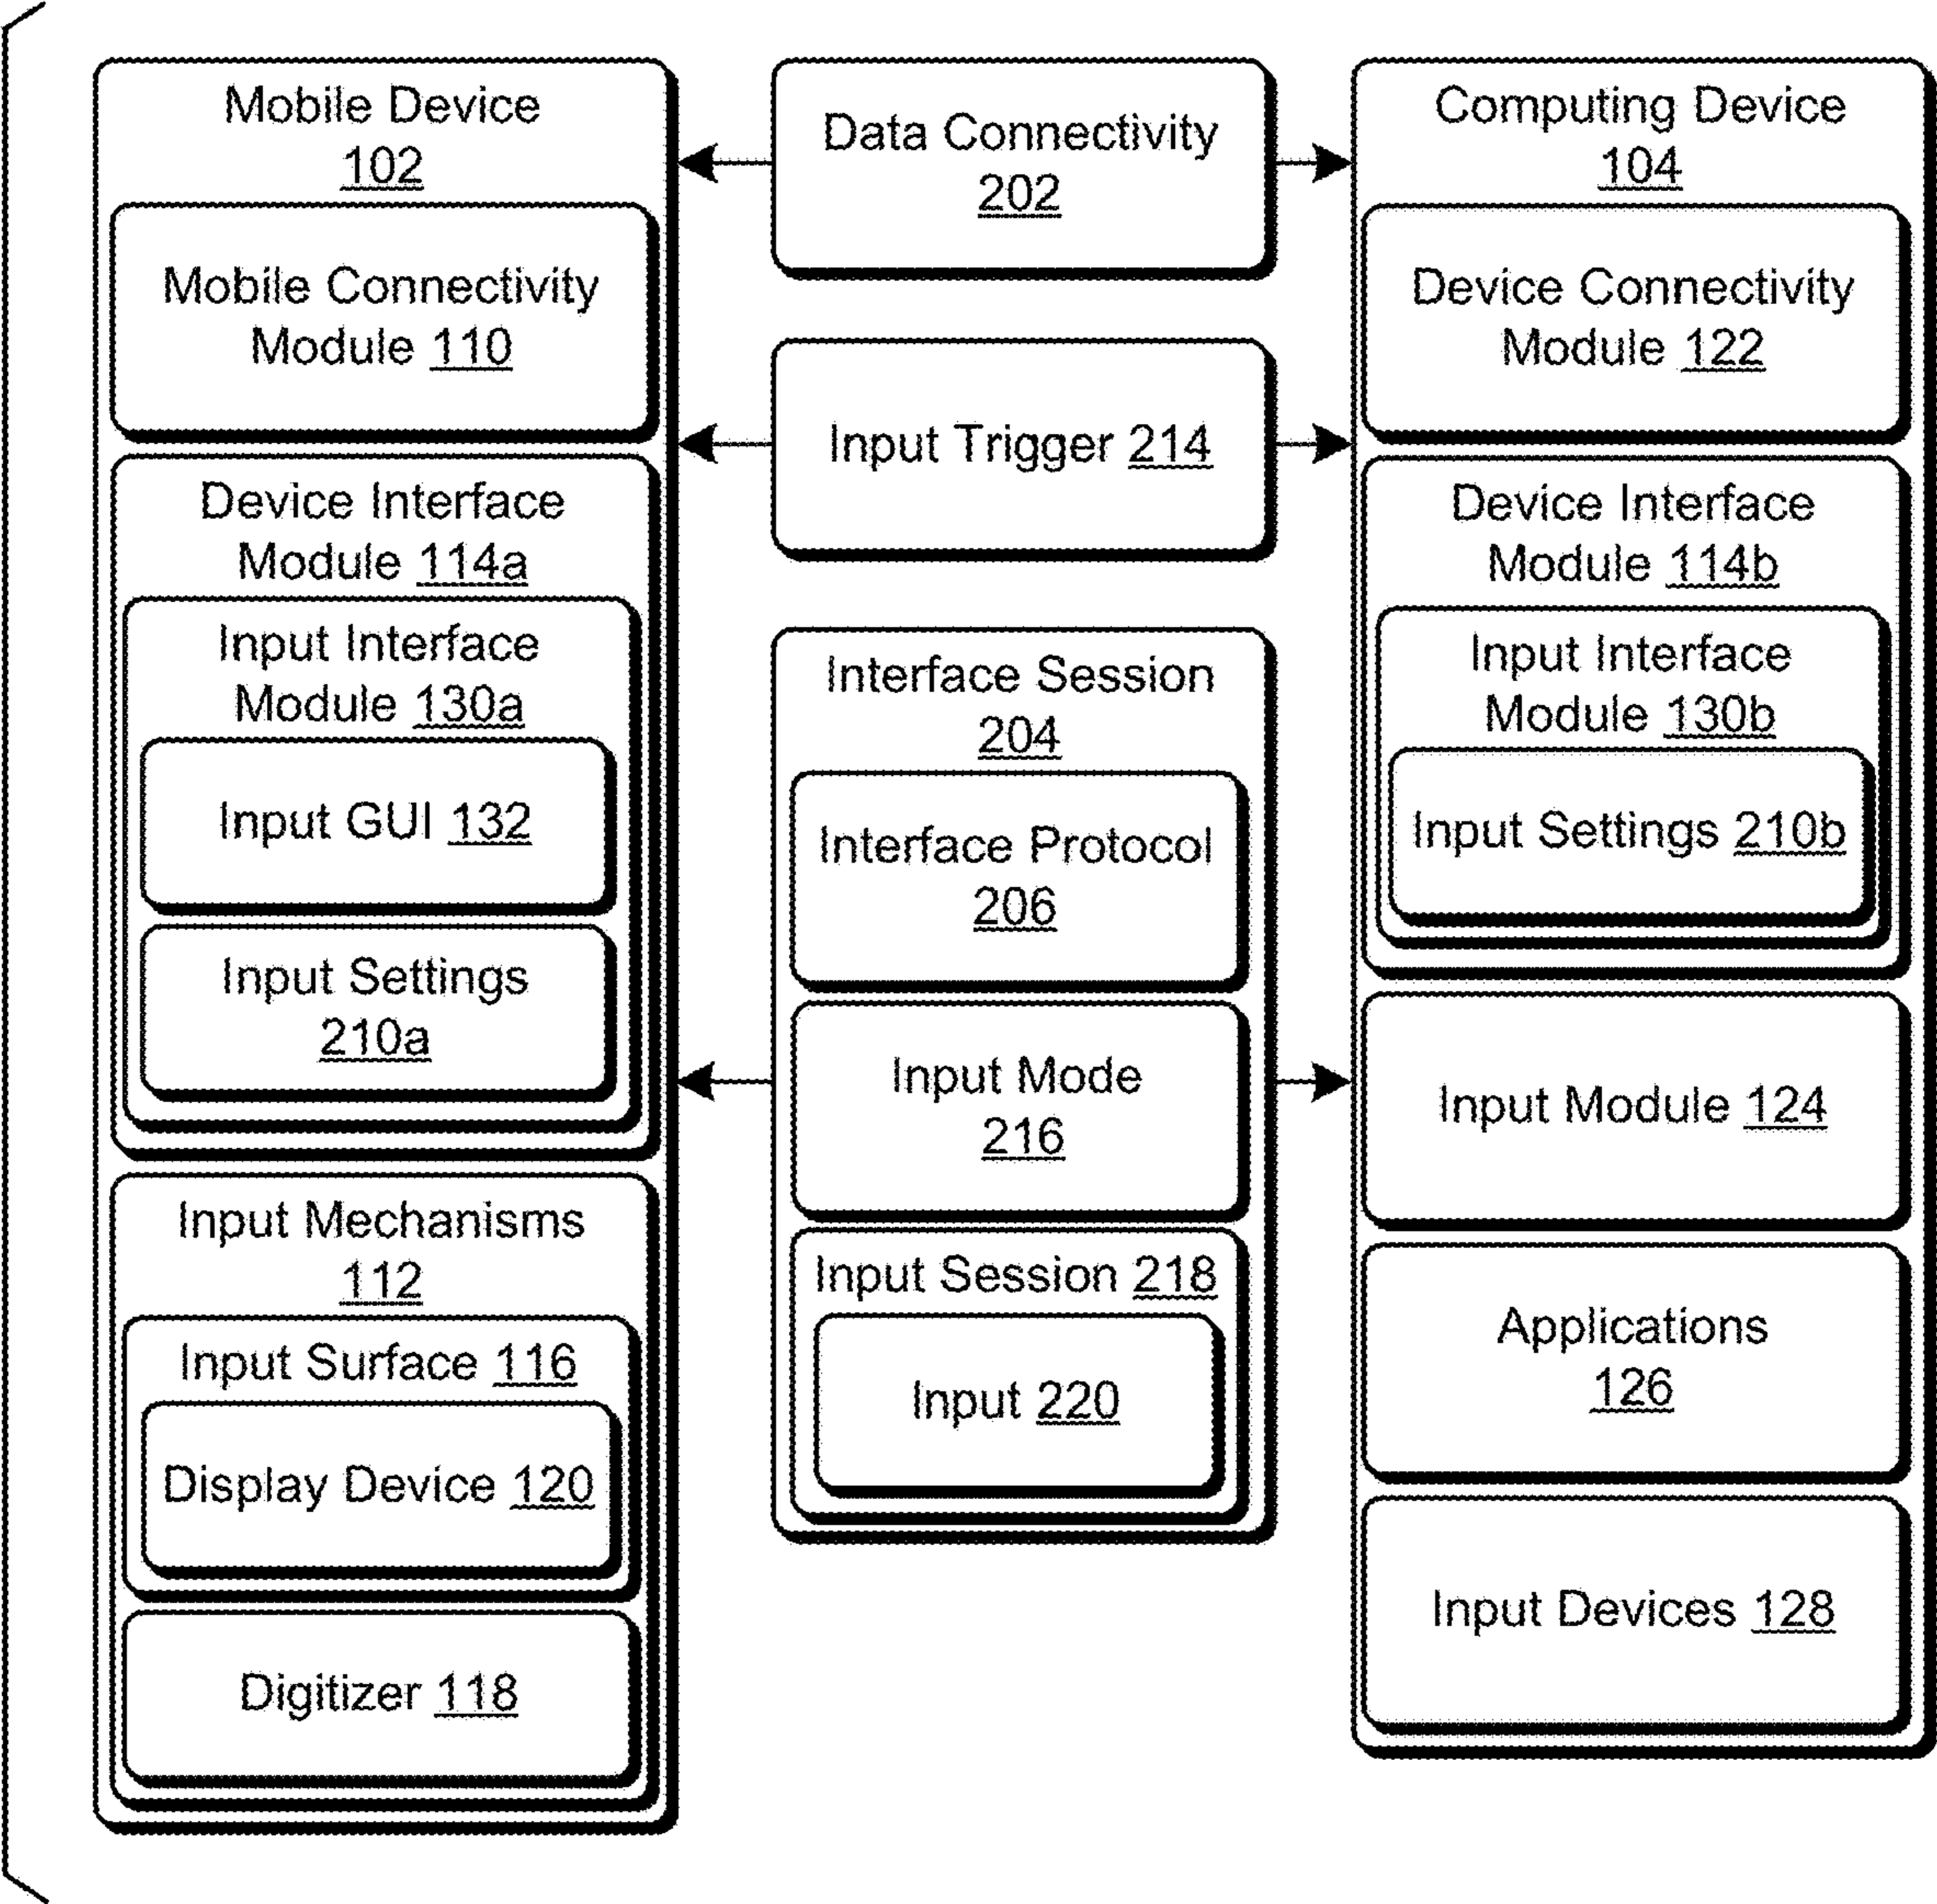 Mobile Device
102
Mobile Connectivity
Module 110
Device Interface
Module 114a
Input Interface
Module 130a
Input GUI 132
Input Settings
210a
Input Mechanisms
112
Input Surface 116
Display Device 120
Digitizer 118
Data Connectivity
202
Input Trigger 214
Interface Session
204
Interface Protocol
206
Input Mode
216
Input Session 218
Input 220
Computing Device
104
Device Connectivity
Module 122
Device Interface
Module 114b
Input Interface
Module 130b
Input Settings 210b
Input Module 124
Applications
126
Input Devices 128